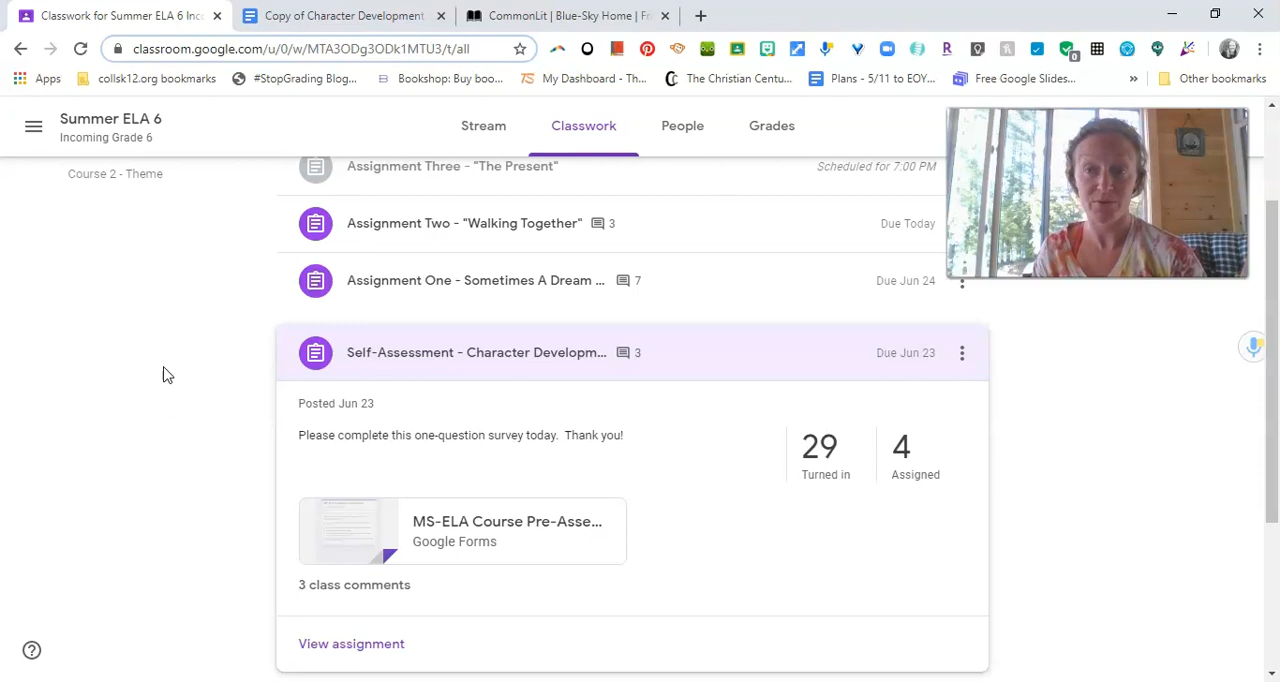 Classwork for Summer ELA 6 Inc
Copy of Character Development
CommonLit | Blue-Sky Home | Fr
classroom.google.com/u/0/w/MTA3ODg3ODk1MTU3/t/all
0
Apps
collsk12.org bookmarks
#StopGrading Blog...
Bookshop: Buy boo...
My Dashboard - Th...
The Christian Centu...
Plans - 5/11 to EOY...
Free Google Slides...
»
Other bookmarks
Summer ELA 6
Incoming Grade 6
Stream
Classwork
People
Grades
Course 2 - Theme
Assignment Three - "The Present"
Scheduled for 7:00 PM
Assignment Two - "Walking Together"
3
Due Today
Assignment One - Sometimes A Dream ...
7
Due Jun 24
Self-Assessment - Character Developm...
3
Due Jun 23
Posted Jun 23
Please complete this one-question survey today. Thank you!
29
Turned in
4
Assigned
MS-ELA Course Pre-Asse...
Google Forms
3 class comments
View assignment